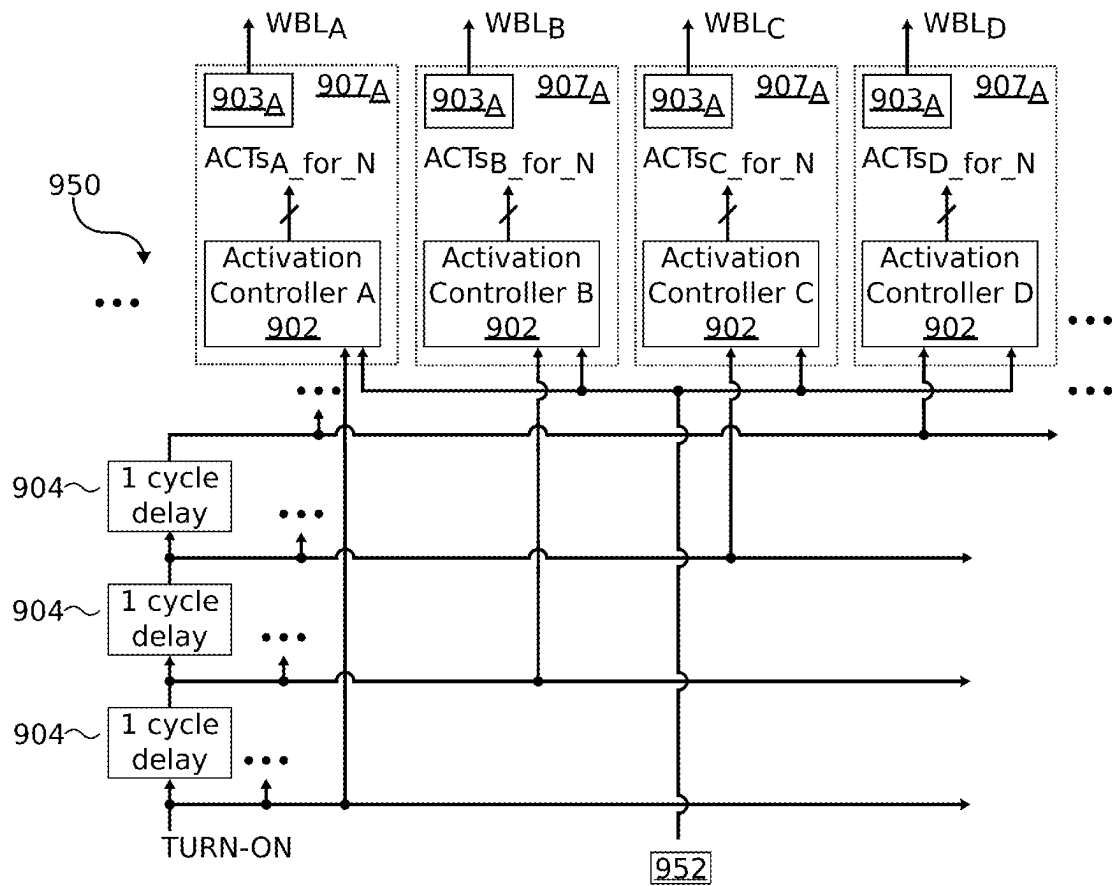 WBLA WBLB WBLC WBLD
903A 907A 903A 907A 903A 907A 903A 907A
ACTsA_for_N ACTsB_for_N ACTsC_for_N ACTsD_for_N
950
Activation Activation Activation Activation
Controller A Controller B Controller C Controller D
902 902 902 902
904 1 cycle
delay
904 1 cycle
delay
904 1 cycle
delay
TURN-ON
952